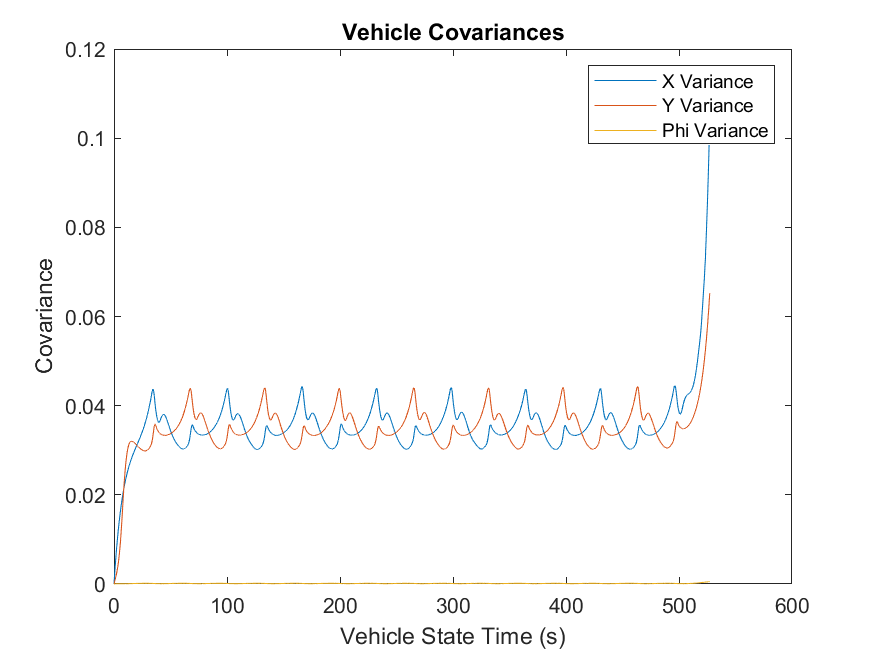 Vehicle Covariances
0.12
0.1
0.08
0.06
0.04
0.02
0
Covariance
X Variance
Y Variance
Phi Variance
0 100 200 300 400 500 600
Vehicle State Time (s)